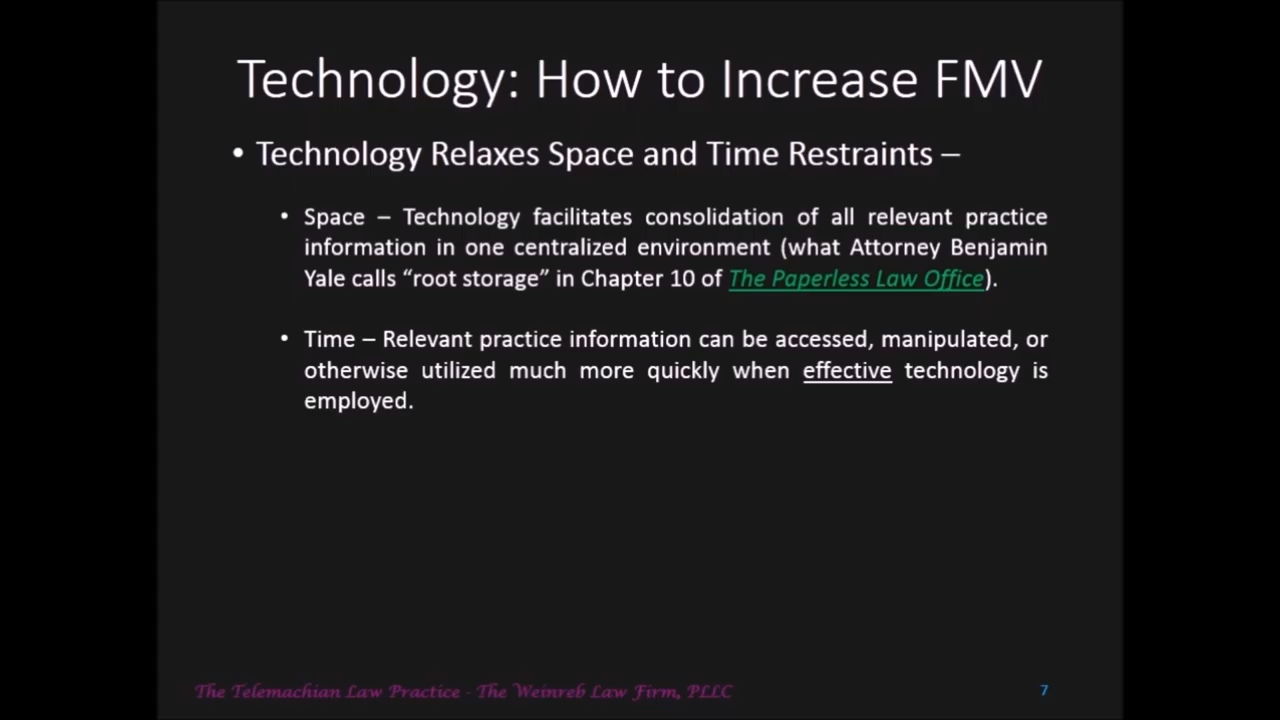 Technology: How to Increase FMV
• Technology Relaxes Space and Time Restraints –
• Space – Technology facilitates consolidation of all relevant practice
information in one centralized environment (what Attorney Benjamin
Yale calls “root storage” in Chapter 10 of The Paperless Law Office).
• Time – Relevant practice information can be accessed, manipulated, or
otherwise utilized much more quickly when effective technology is
employed.
The Telemachian Law Practice - The Weinreb Law Firm, PLLC
7